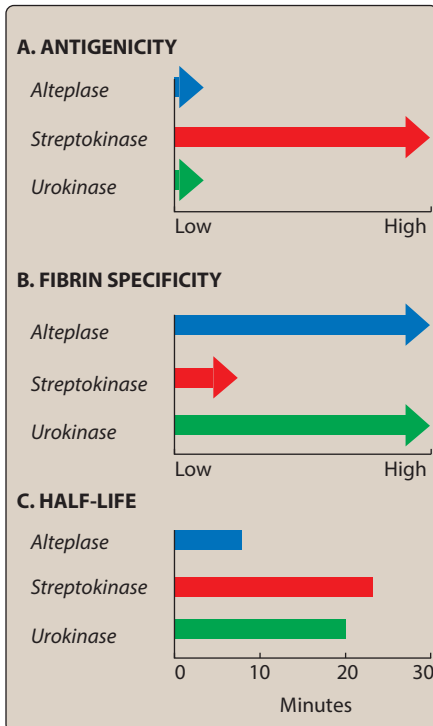 A. ANTIGENICITY
Alteplase
Streptokinase
Urokinase
Low High
B. FIBRIN SPECIFICITY
Alteplase
Streptokinase
Urokinase
Low High
C. HALF-LIFE
Alteplase
Streptokinase
Urokinase
0 10 20 30
Minutes